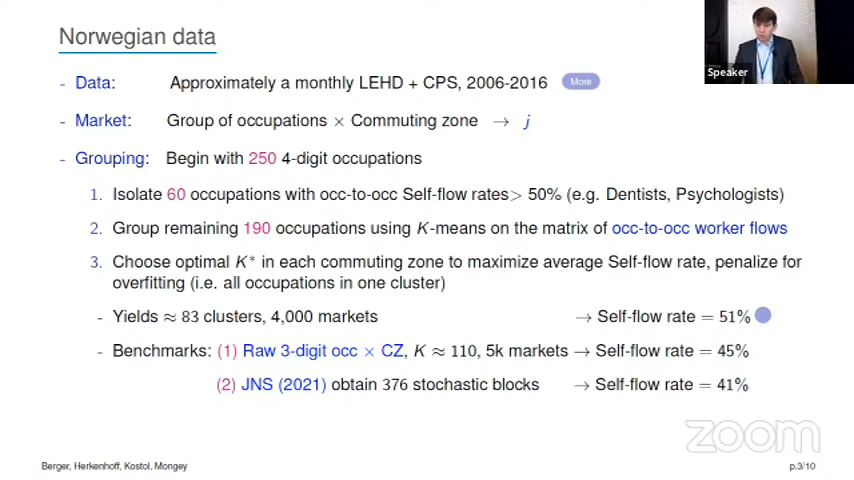 Norwegian data
- Data: Approximately a monthly LEHD + CPS, 2006-2016 More
- Market: Group of occupations × Commuting zone → j
- Grouping: Begin with 250 4-digit occupations
1. Isolate 60 occupations with occ-to-occ Self-flow rates> 50% (e.g. Dentists, Psychologists)
2. Group remaining 190 occupations using K-means on the matrix of occ-to-occ worker flows
3. Choose optimal K* in each commuting zone to maximize average Self-flow rate, penalize for
overfitting (i.e. all occupations in one cluster)
- Yields ≈ 83 clusters, 4,000 markets → Self-flow rate = 51%
- Benchmarks: (1) Raw 3-digit occ × CZ, K ≈ 110, 5k markets → Self-flow rate = 45%
(2) JNS (2021) obtain 376 stochastic blocks → Self-flow rate = 41%
Speaker
zoom
Berger, Herkenhoff, Kostol, Mongey p.3/10